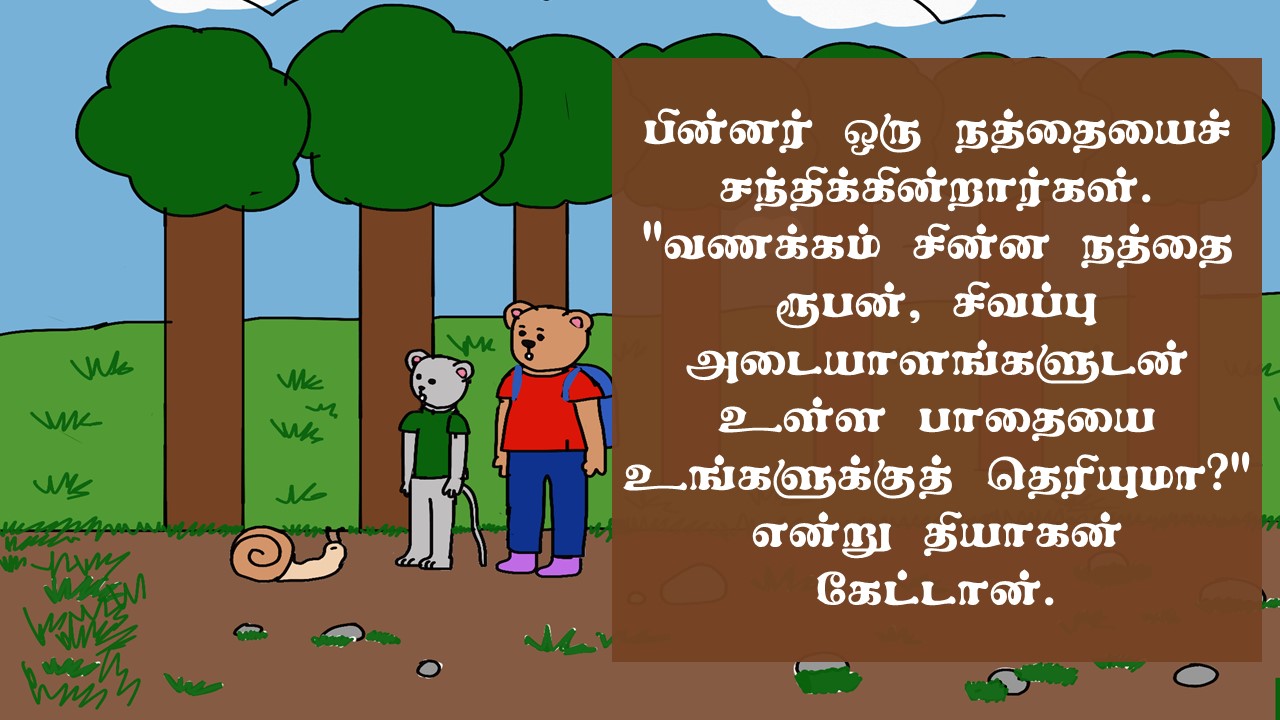 பின்னர் ஒரு நத்தையைச்
சந்திக்கின்றார்கள்.
"வணக்கம் சின்ன நத்தை
ரூபன், சிவப்பு
அடையாளங்களுடன்
உள்ள பாதையை
உங்களுக்குத் தெரியுமா?"
என்று தியாகன்
கேட்டான்.